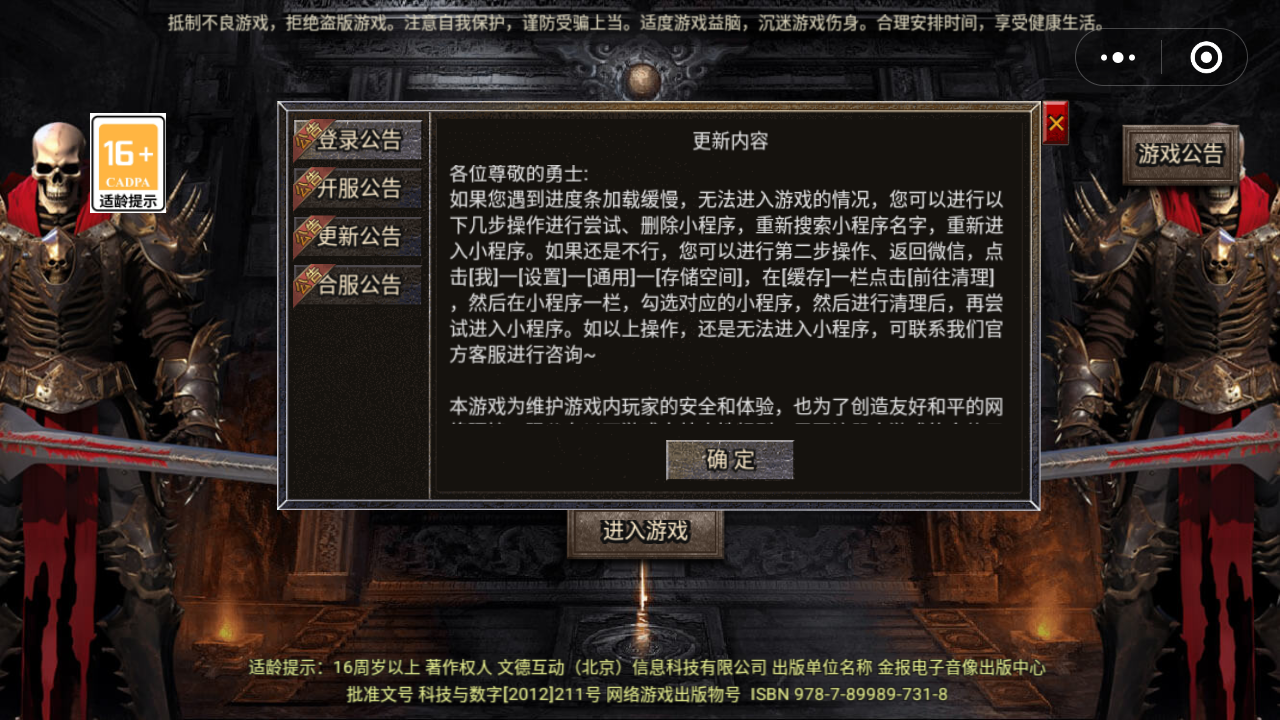 抵制不良游戏，拒绝盗版游戏。注意自我保护，谨防受骗上当。适度游戏益脑，沉迷游戏伤身。合理安排时间，享受健康生活。
16+
CADPA
适龄提示
游戏公告
公告
登录公告
公告
开服公告
公告
更新公告
公告
合服公告
更新内容
各位尊敬的勇士:
如果您遇到进度条加载缓慢，无法进入游戏的情况，您可以进行以
下几步操作进行尝试、删除小程序，重新搜索小程序名字，重新进
入小程序。如果还是不行，您可以进行第二步操作、返回微信，点
击[我]一[设置]一[通用]一[存储空间]，在[缓存]一栏点击[前往清理]
，然后在小程序一栏，勾选对应的小程序，然后进行清理后，再尝
试进入小程序。如以上操作，还是无法进入小程序，可联系我们官
方客服进行咨询~
本游戏为维护游戏内玩家的安全和体验，也为了创造友好和平的网
确 定
进入游戏
适龄提示：16周岁以上 著作权人 文德互动（北京）信息科技有限公司 出版单位名称 金报电子音像出版中心
批准文号 科技与数字[2012]211号 网络游戏出版物号 ISBN 978-7-89989-731-8